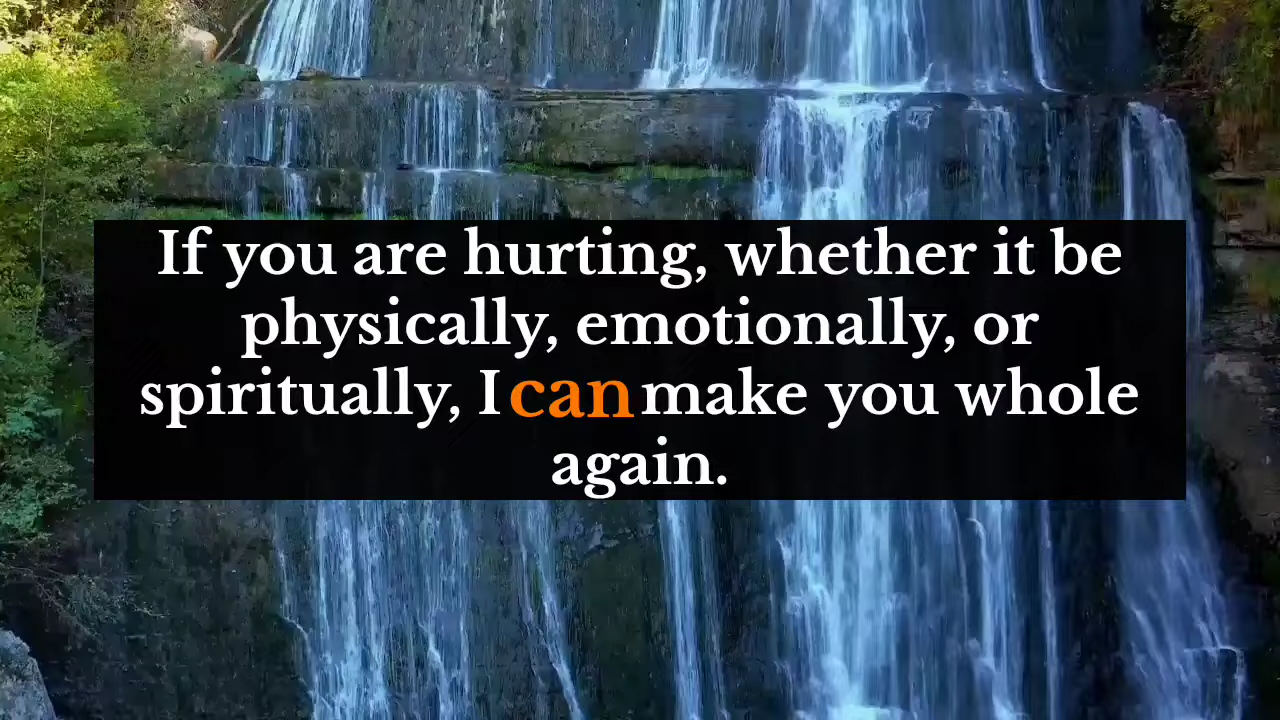 If you are hurting, whether it be
physically, emotionally, or
spiritually, I can make you whole
again.